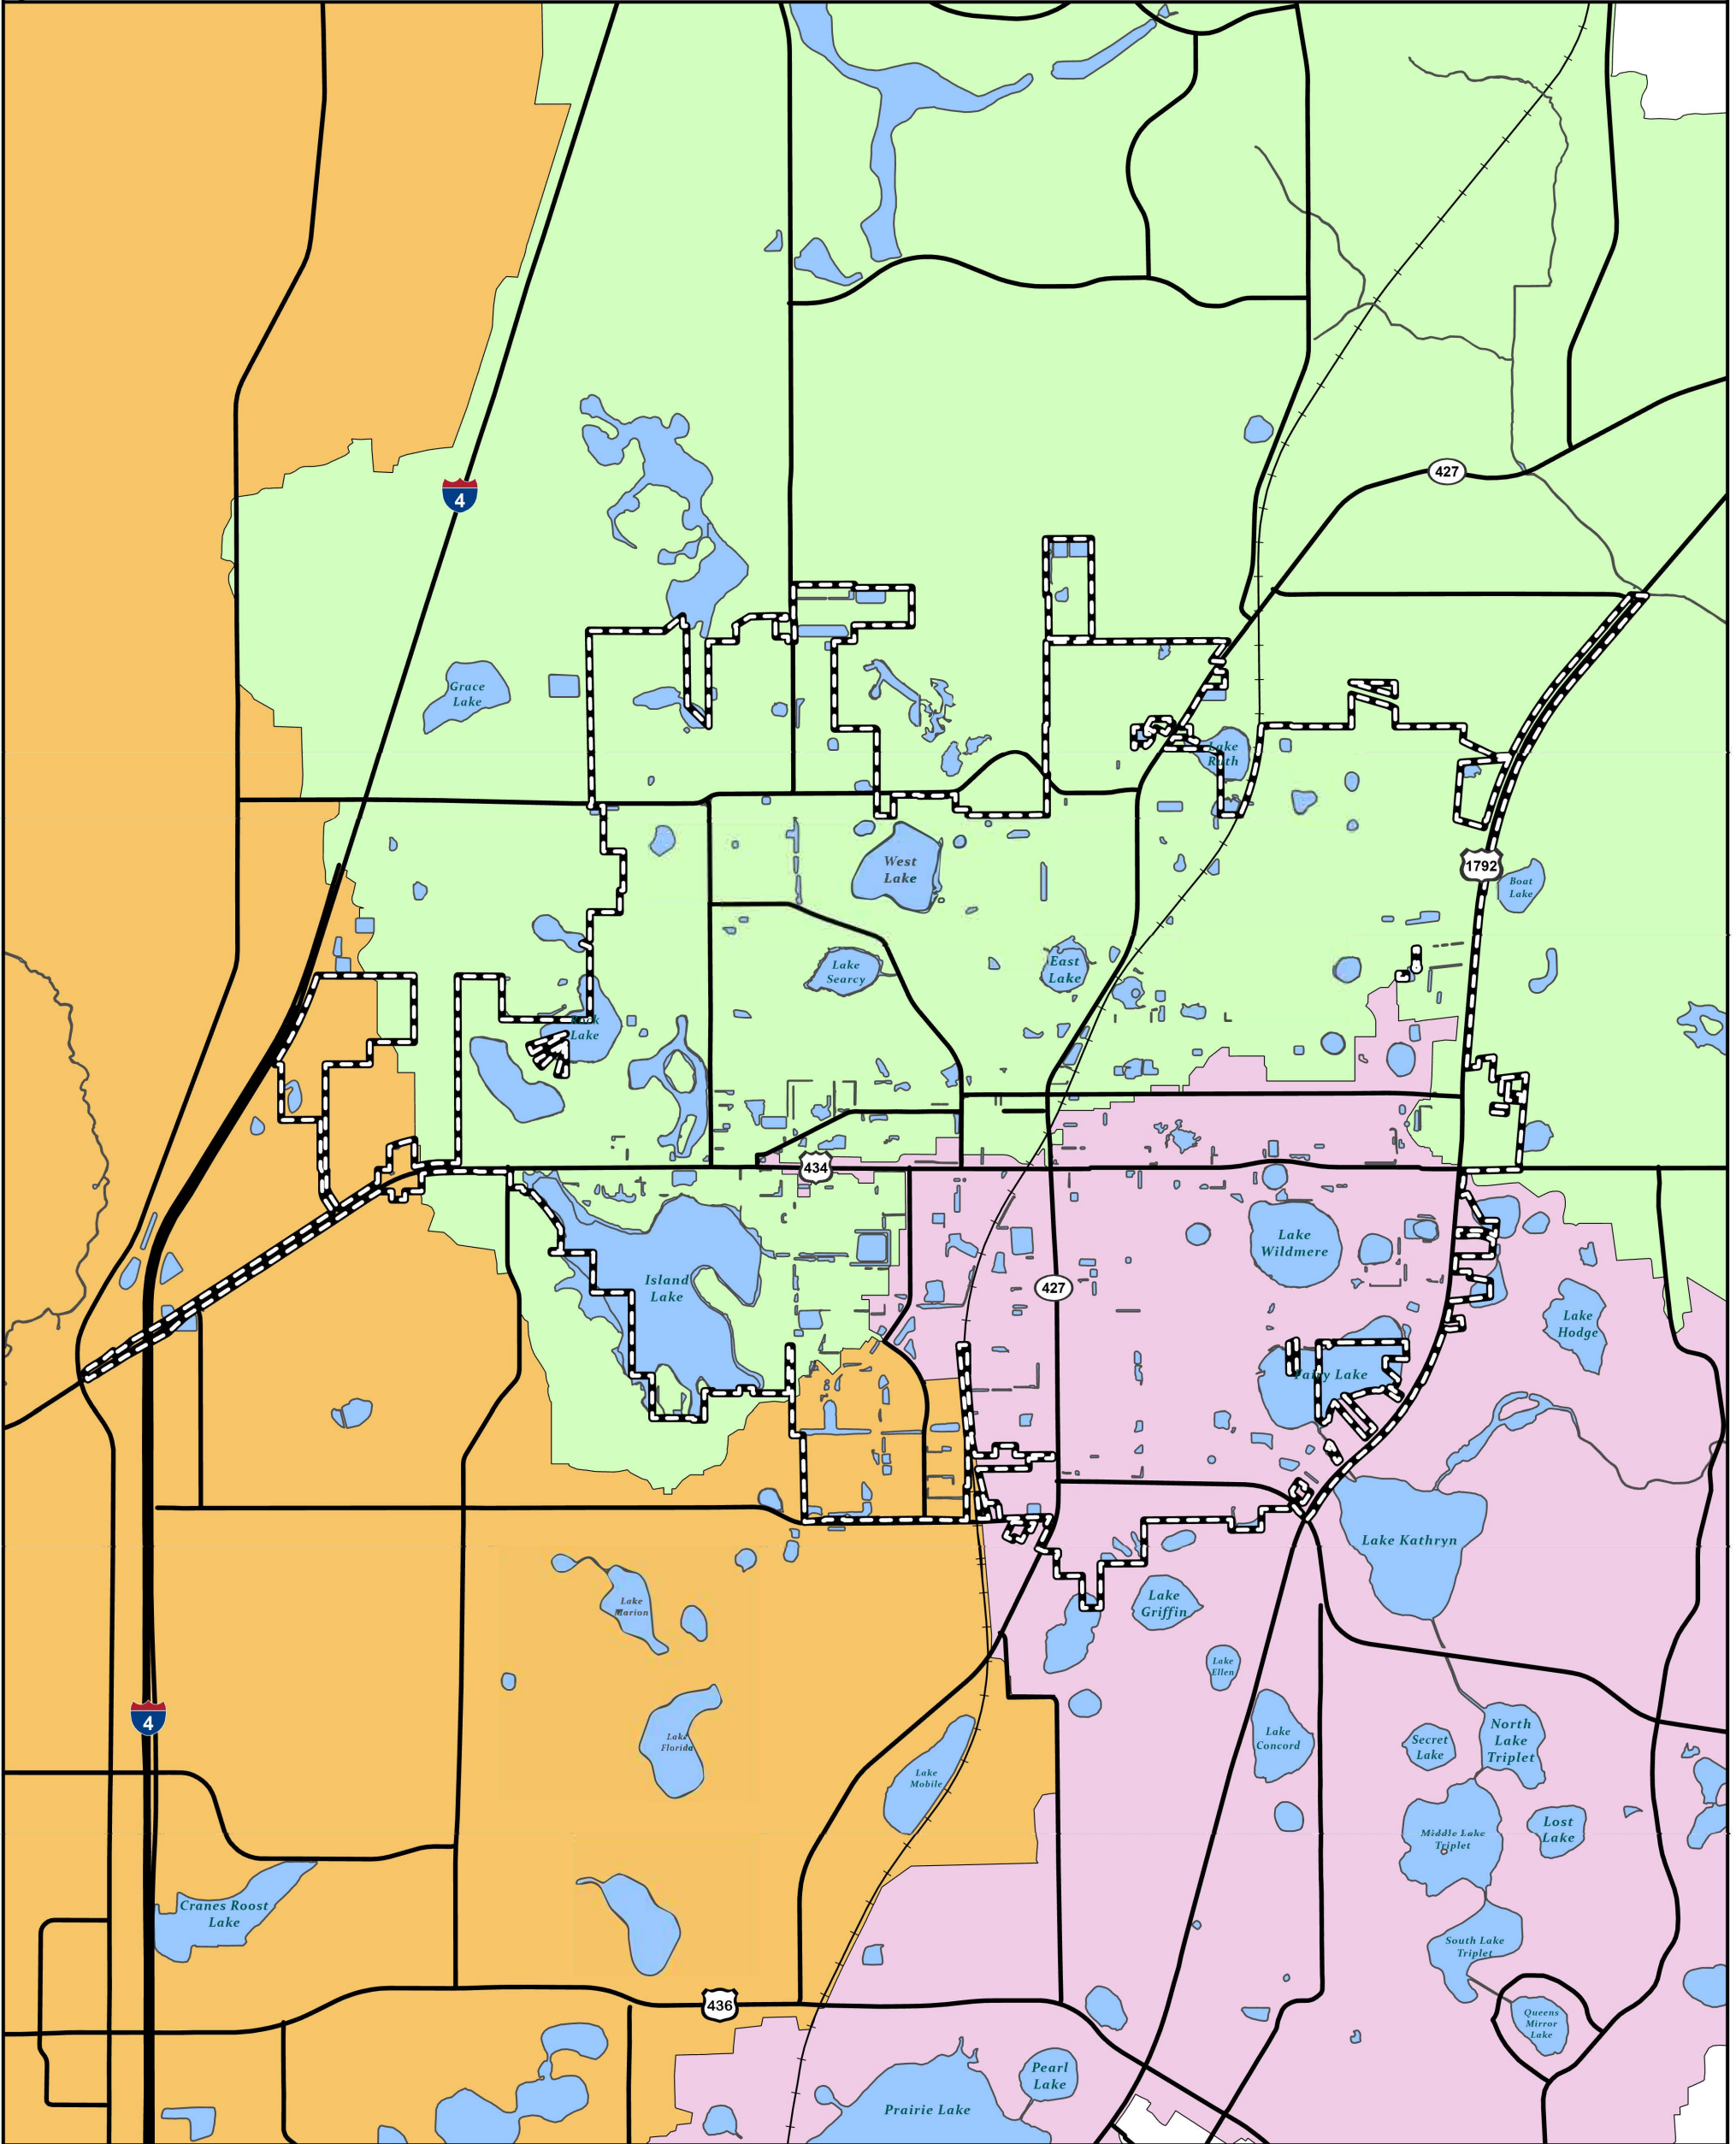 427
4
Grace
Lake
Lake
Ruth
1792
West
Lake
Boat
Lake
Lake
Searcy
East
Lake
Lake
434
Lake
Wildmere
Island
Lake
427
Lake
Hodge
Fairy Lake
Lake Kathryn
Lake
Marion
Lake
Griffin
Lake
Ellen
4
Lake
Florida
Lake
Concord
Secret
Lake
North
Lake
Triplet
Lake
Mobile
Middle Lake
Triplet
Lost
Lake
Cranes Roost
Lake
South Lake
Triplet
436
Queens
Mirror
Lake
Pearl
Lake
Prairie Lake